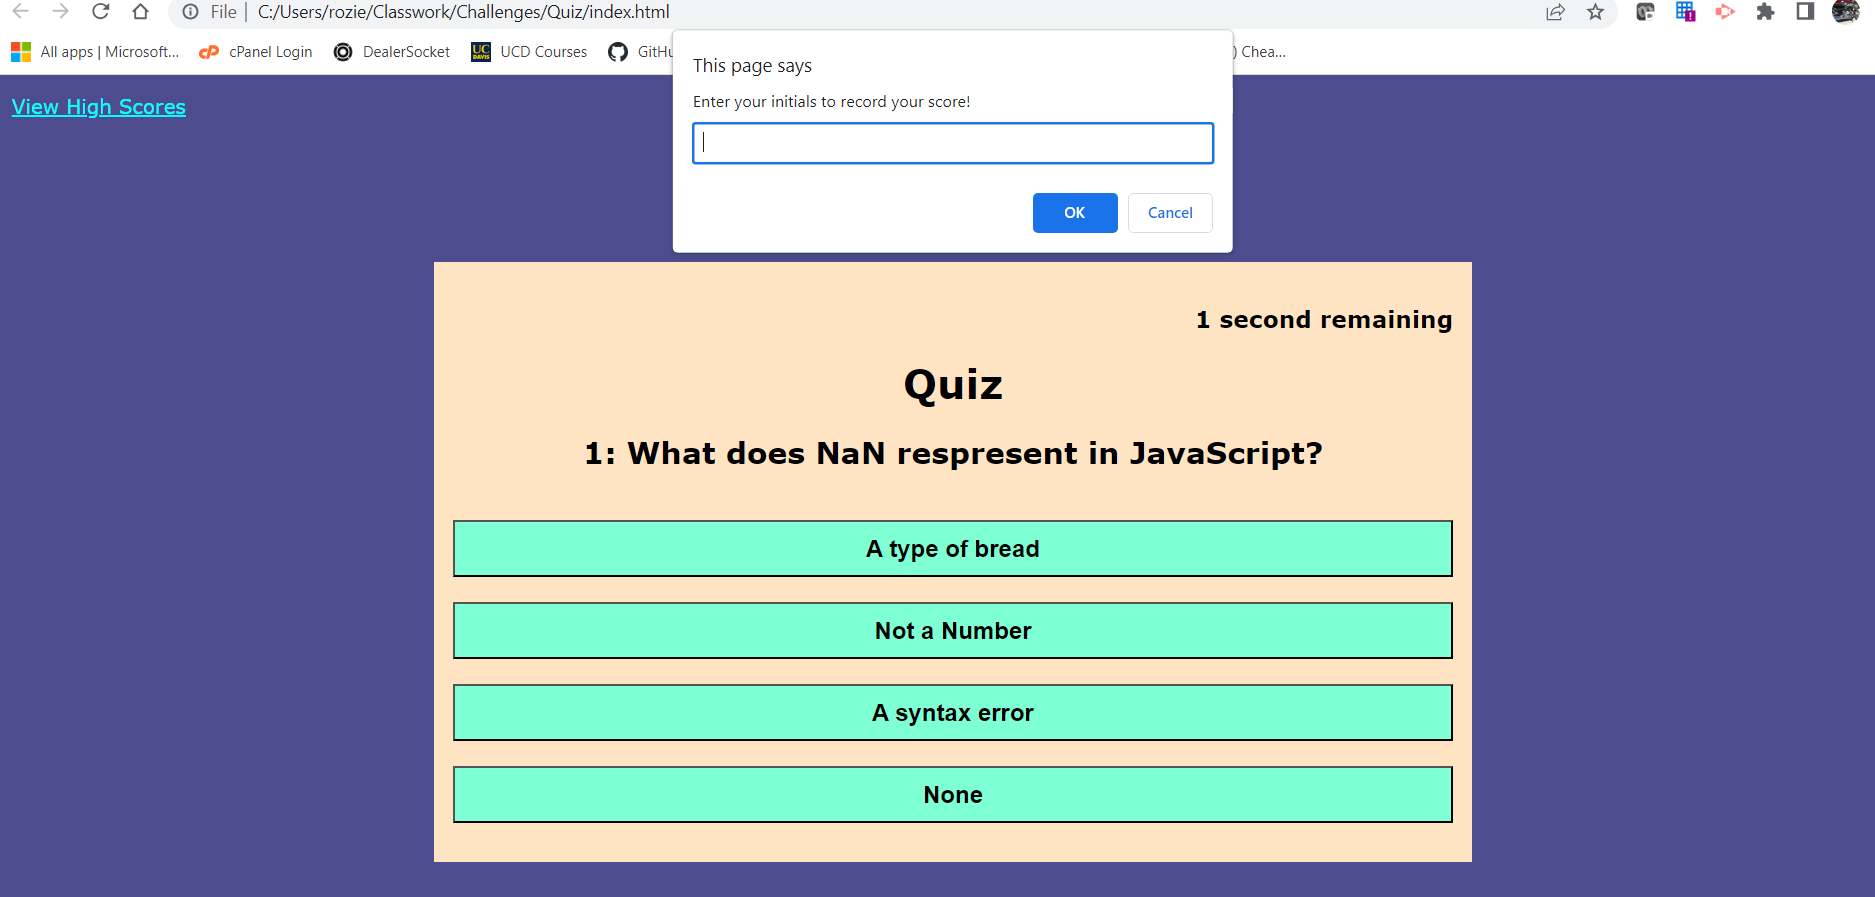 File | C:/Users/rozie/Classwork/Challenges/Quiz/index.html
All apps | Microsoft... cPanel Login DealerSocket UCD Courses GitHu ) Chea...
This page says
Enter your initials to record your score!
OK Cancel
View High Scores
1 second remaining
Quiz
1: What does NaN respresent in JavaScript?
A type of bread
Not a Number
A syntax error
None